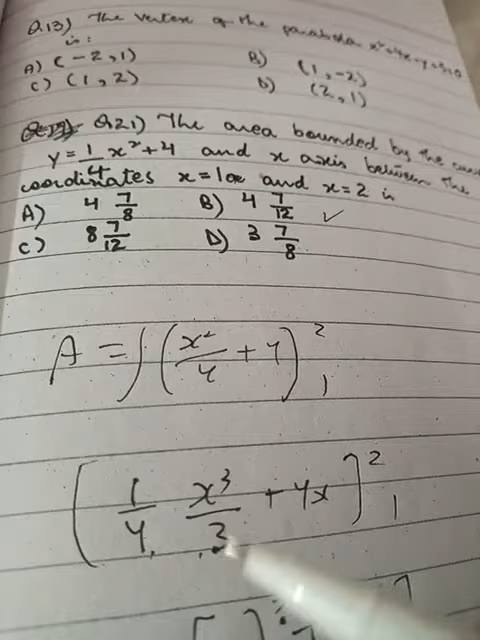 Q.13) The vertex of the parabola
is:
A) (-2,1) B) (1,-2)
C) (1,2) D) (2,1)
Q21) The area bounded by the
y = 1/4 x² + 4 and x axis between the
coordinates x=1 and x=2 is
A) 4 7/8 B) 4 7/12 ✓
C) 8 7/12 D) 3 7/8
A = ∫(x²/4 + 4)²₁
(1/4 x³/3 + 4x]²₁